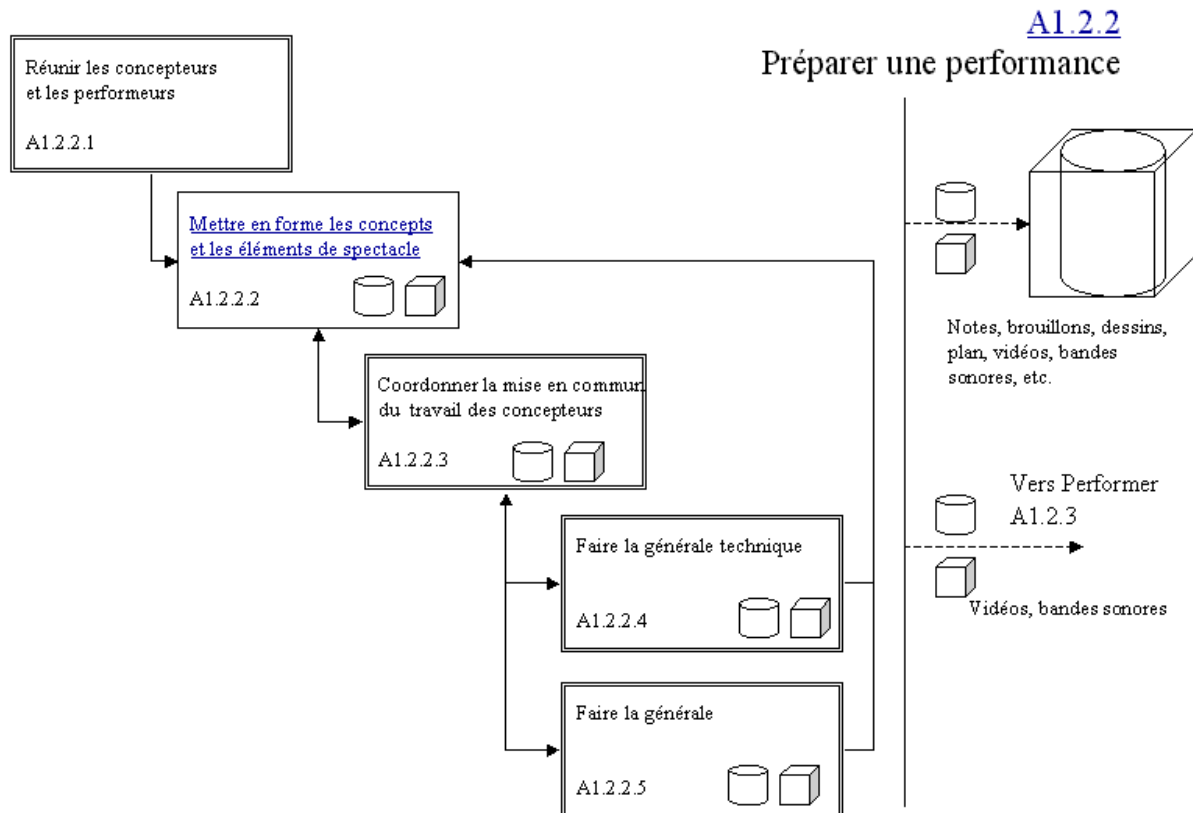 A1.2.2
Préparer une performance
Réunir les concepteurs
et les performeurs
A1.2.2.1
Mettre en forme les concepts
et les éléments de spectacle
A1.2.2.2
Coordonner la mise en commun
du travail des concepteurs
A1.2.2.3
Faire la générale technique
A1.2.2.4
Faire la générale
A1.2.2.5
Notes, brouillons, dessins,
plan, vidéos, bandes
sonores, etc.
Vers Performer
A1.2.3
Vidéos, bandes sonores